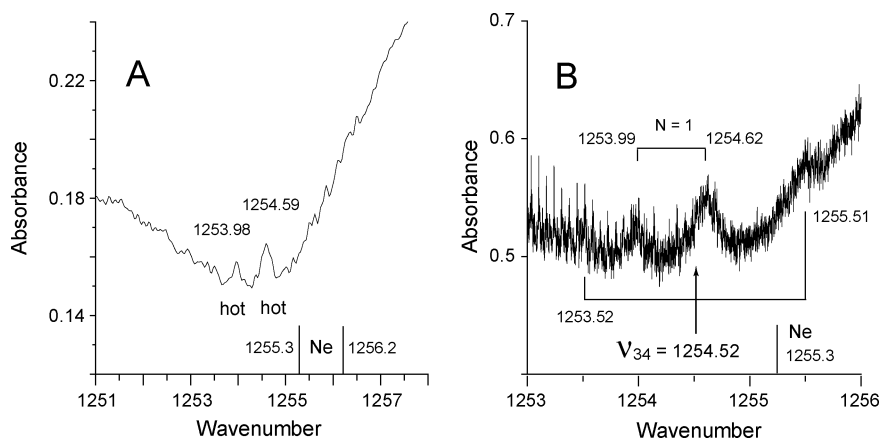 A
Absorbance
0.22
0.18
0.14
1253.98
1254.59
hot
hot
1255.3
Ne
1256.2
1251
1253
1255
1257
Wavenumber
B
Absorbance
0.7
0.6
0.5
1253.99
N = 1
1254.62
1255.51
1253.52
ν34 = 1254.52
Ne
1255.3
1253
1254
1255
1256
Wavenumber